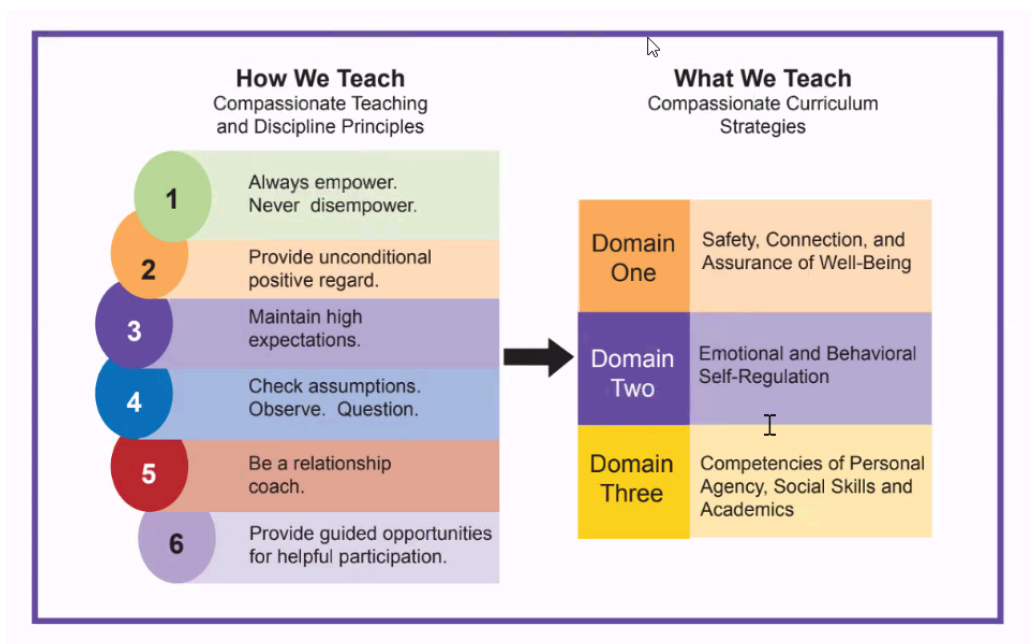 How We Teach
Compassionate Teaching
and Discipline Principles
1
Always empower.
Never disempower.
2
Provide unconditional
positive regard.
3
Maintain high
expectations.
4
Check assumptions.
Observe. Question.
5
Be a relationship
coach.
6
Provide guided opportunities
for helpful participation.
What We Teach
Compassionate Curriculum
Strategies
Domain
One
Safety, Connection, and
Assurance of Well-Being
Domain
Two
Emotional and Behavioral
Self-Regulation
Domain
Three
Competencies of Personal
Agency, Social Skills and
Academics